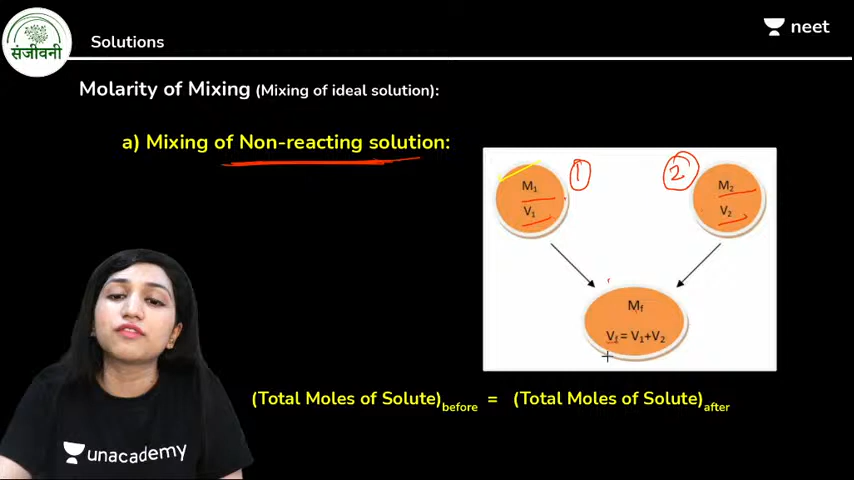 संजीवनी
Solutions
neet
Molarity of Mixing (Mixing of ideal solution):
a) Mixing of Non-reacting solution:
1
2
M₁
V₁
M₂
V₂
Mf
Vf = V₁+V₂
(Total Moles of Solute)before = (Total Moles of Solute)after
unacademy